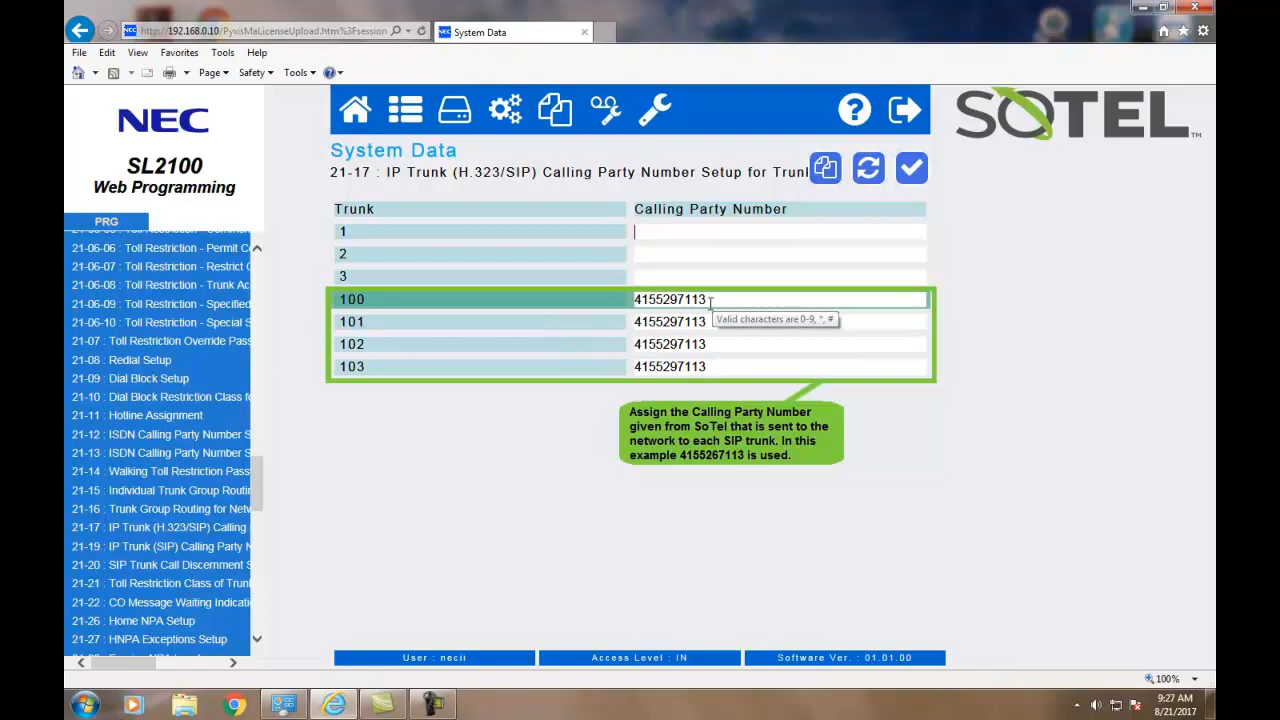 http://192.168.0.10/PyxisMaLicenseUpload.htm%3Fsession
System Data
File Edit View Favorites Tools Help
Page Safety Tools
NEC
SL2100
Web Programming
PRG
21-06-06 : Toll Restriction - Permit C
21-06-07 : Toll Restriction - Restrict C
21-06-08 : Toll Restriction - Trunk Ac
21-06-09 : Toll Restriction - Specified
21-06-10 : Toll Restriction - Special S
21-07 : Toll Restriction Override Pass
21-08 : Redial Setup
21-09 : Dial Block Setup
21-10 : Dial Block Restriction Class fo
21-11 : Hotline Assignment
21-12 : ISDN Calling Party Number S
21-13 : ISDN Calling Party Number S
21-14 : Walking Toll Restriction Pass
21-15 : Individual Trunk Group Routin
21-16 : Trunk Group Routing for Netw
21-17 : IP Trunk (H.323/SIP) Calling
21-19 : IP Trunk (SIP) Calling Party N
21-20 : SIP Trunk Call Discernment S
21-21 : Toll Restriction Class of Trunk
21-22 : CO Message Waiting Indicati
21-26 : Home NPA Setup
21-27 : HNPA Exceptions Setup
SOTEL™
System Data
21-17 : IP Trunk (H.323/SIP) Calling Party Number Setup for Trunk
Trunk Calling Party Number
1
2
3
100 4155297113
Valid characters are 0-9, *, #
101 4155297113
102 4155297113
103 4155297113
Assign the Calling Party Number
given from SoTel that is sent to the
network to each SIP trunk. In this
example 4155267113 is used.
User : necii Access Level : IN Software Ver. : 01.01.00
100%
9:27 AM
8/21/2017